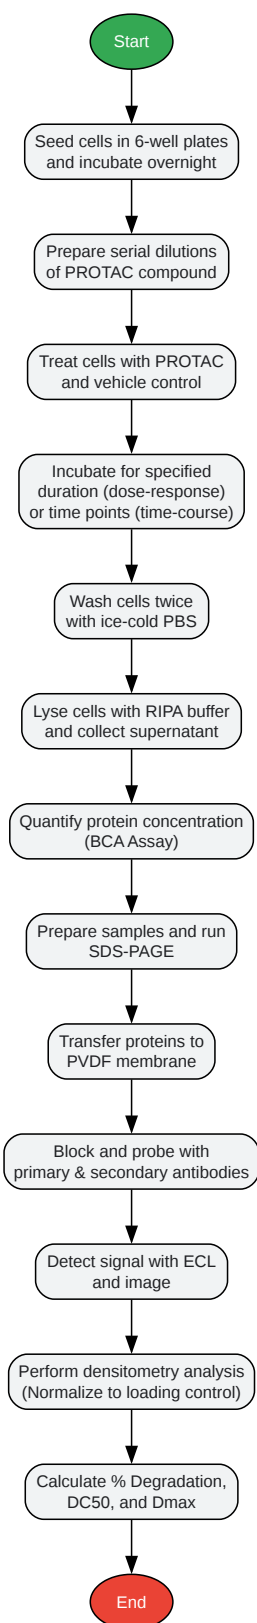 Start
Seed cells in 6-well plates
and incubate overnight
Prepare serial dilutions
of PROTAC compound
Treat cells with PROTAC
and vehicle control
Incubate for specified
duration (dose-response)
or time points (time-course)
Wash cells twice
with ice-cold PBS
Lyse cells with RIPA buffer
and collect supernatant
Quantify protein concentration
(BCA Assay)
Prepare samples and run
SDS-PAGE
Transfer proteins to
PVDF membrane
Block and probe with
primary & secondary antibodies
Detect signal with ECL
and image
Perform densitometry analysis
(Normalize to loading control)
Calculate % Degradation,
DC50, and Dmax
End